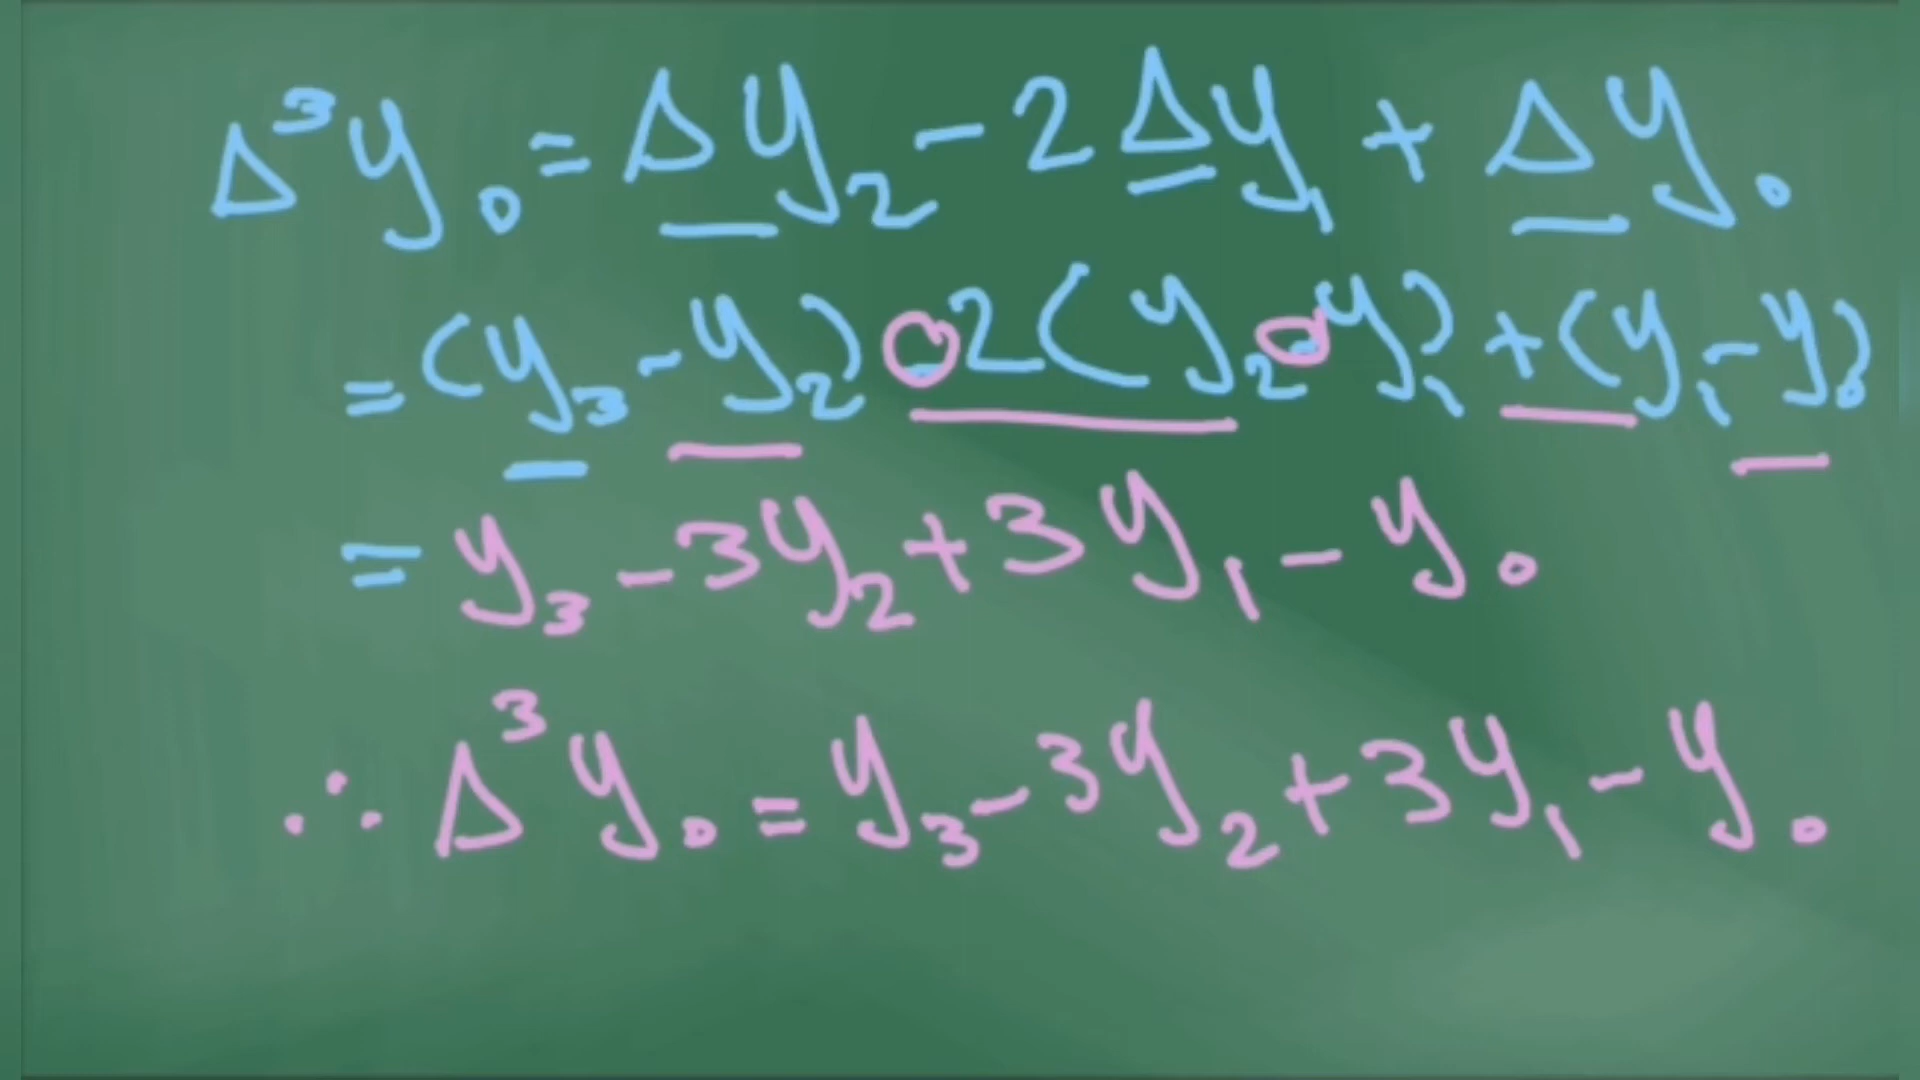 Δ³y₀ = Δy₂ - 2Δy₁ + Δy₀
= (y₃ - y₂) - 2(y₂ - y₁) + (y₁ - y₀)
= y₃ - 3y₂ + 3y₁ - y₀
∴ Δ³y₀ = y₃ - 3y₂ + 3y₁ - y₀